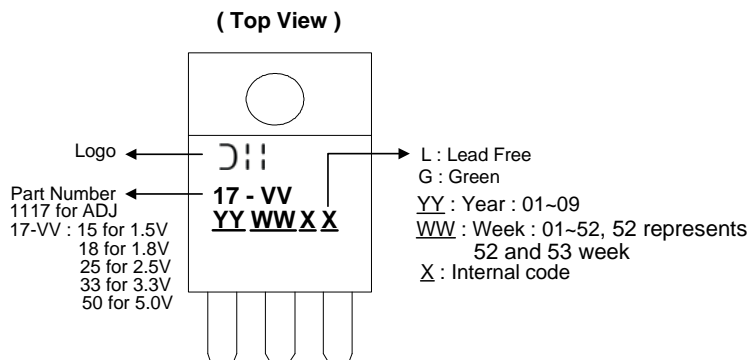 ( Top View )
Logo
Part Number
1117 for ADJ
17-VV : 15 for 1.5V
18 for 1.8V
25 for 2.5V
33 for 3.3V
50 for 5.0V
17 - VV
YY WW X X
L : Lead Free
G : Green
YY : Year : 01~09
WW : Week : 01~52, 52 represents
52 and 53 week
X : Internal code